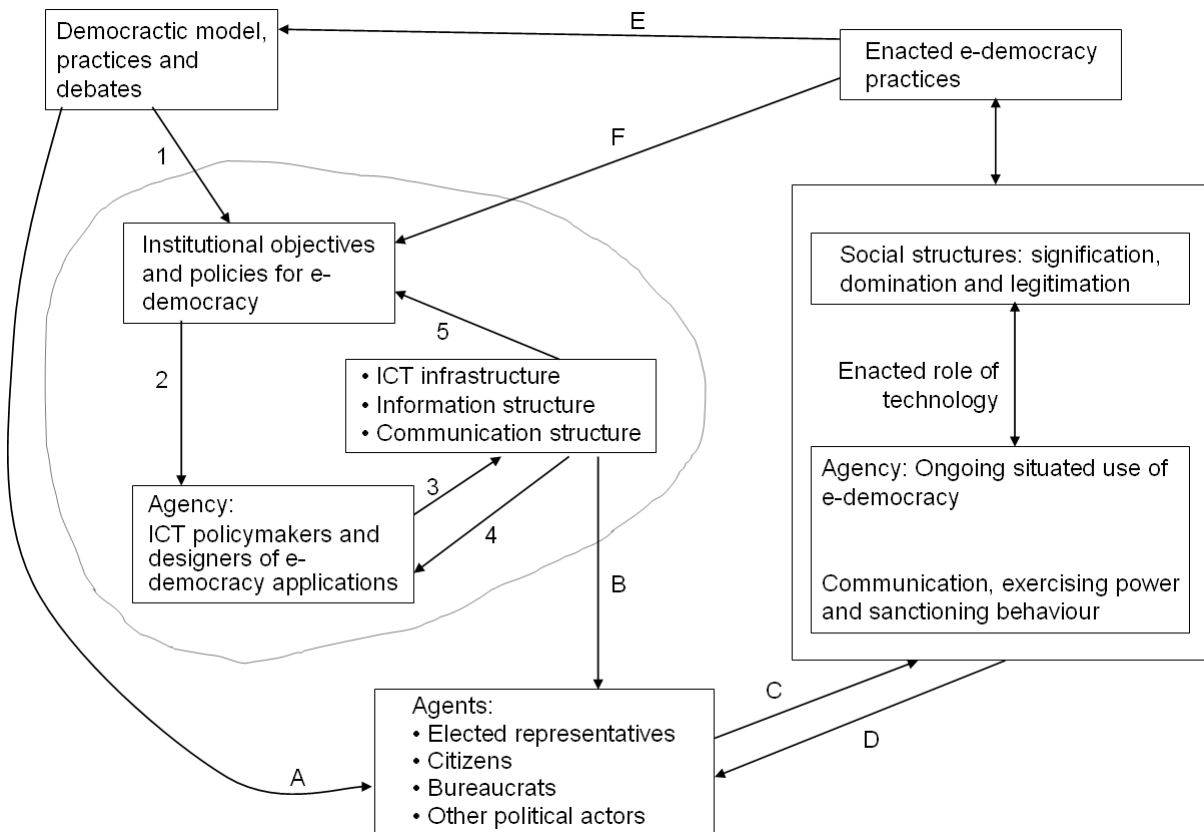 Democractic model,
practices and
debates
E
Enacted e-democracy
practices
1
F
Institutional objectives
and policies for e-
democracy
Social structures: signification,
domination and legitimation
5
2
• ICT infrastructure
• Information structure
• Communication structure
Enacted role of
technology
3
4
Agency:
ICT policymakers and
designers of e-
democracy applications
Agency: Ongoing situated use of
e-democracy
Communication, exercising power
and sanctioning behaviour
B
A
Agents:
• Elected representatives
• Citizens
• Bureaucrats
• Other political actors
C
D